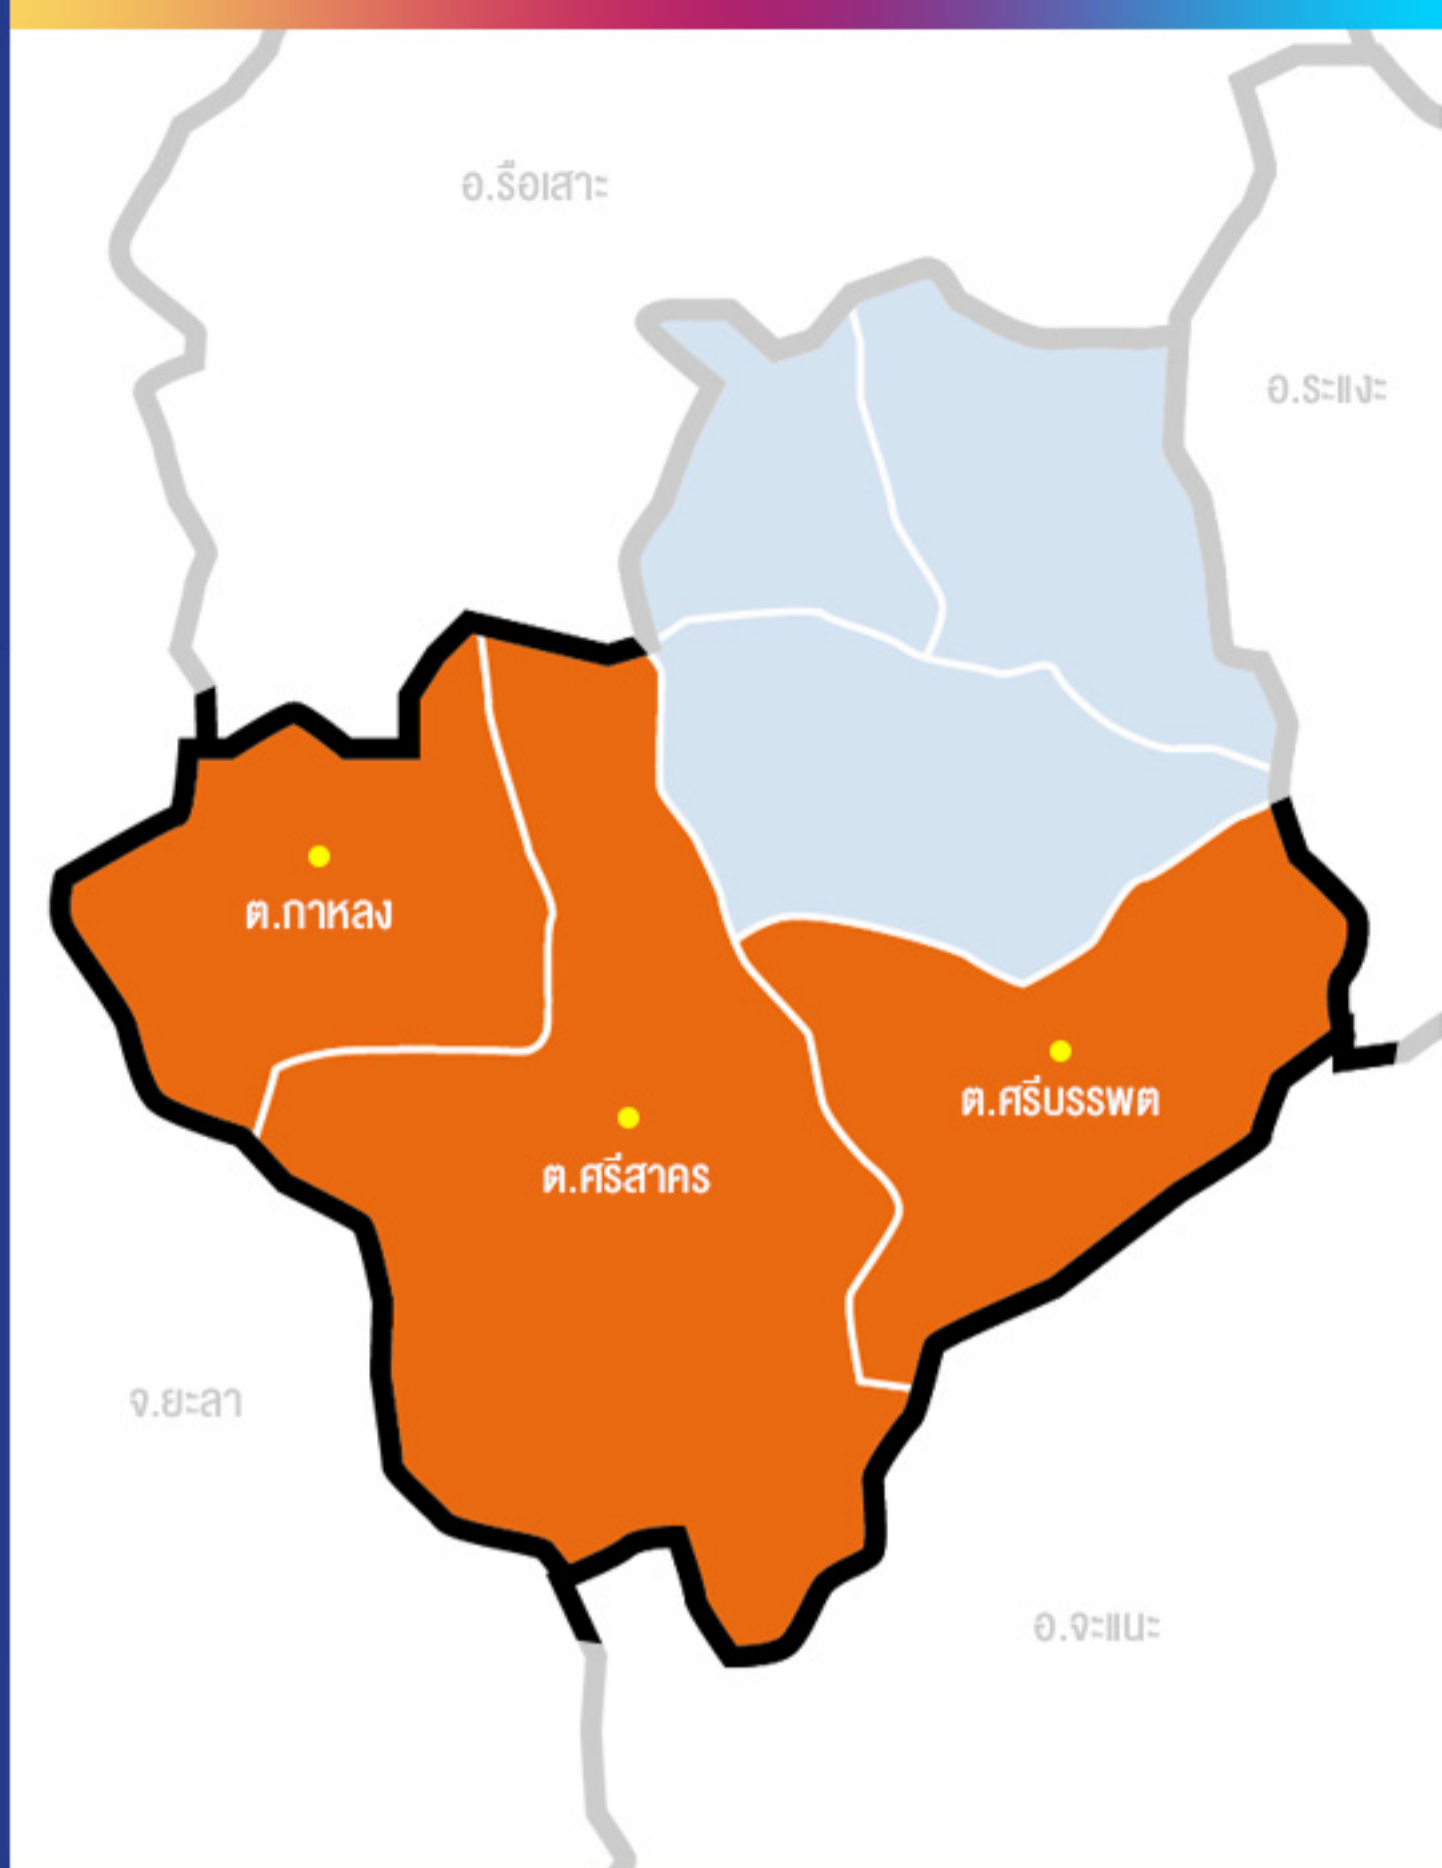 อ.รือเสาะ
อ.ระแงะ
ต.กาหลง
ต.ศรีบรรพต
ต.ศรีสาคร
จ.ยะลา
อ.จะแนะ